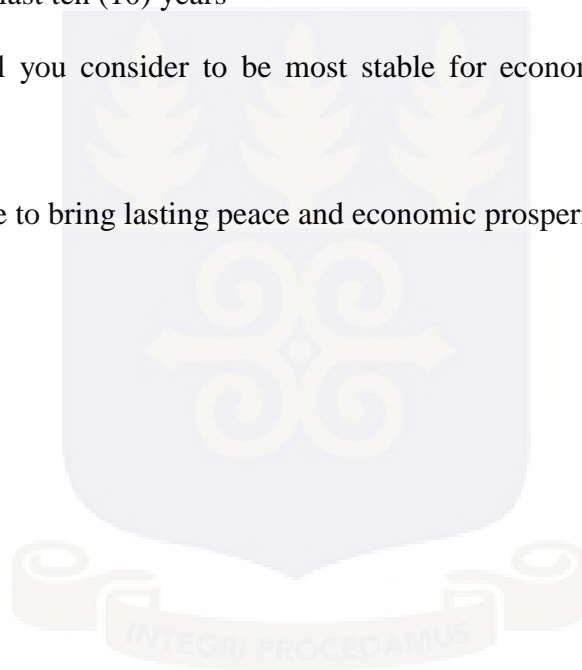 last ten (10) years
you consider to be most stable for
to bring lasting peace and economic
INTEGRI PROCEDAMUS